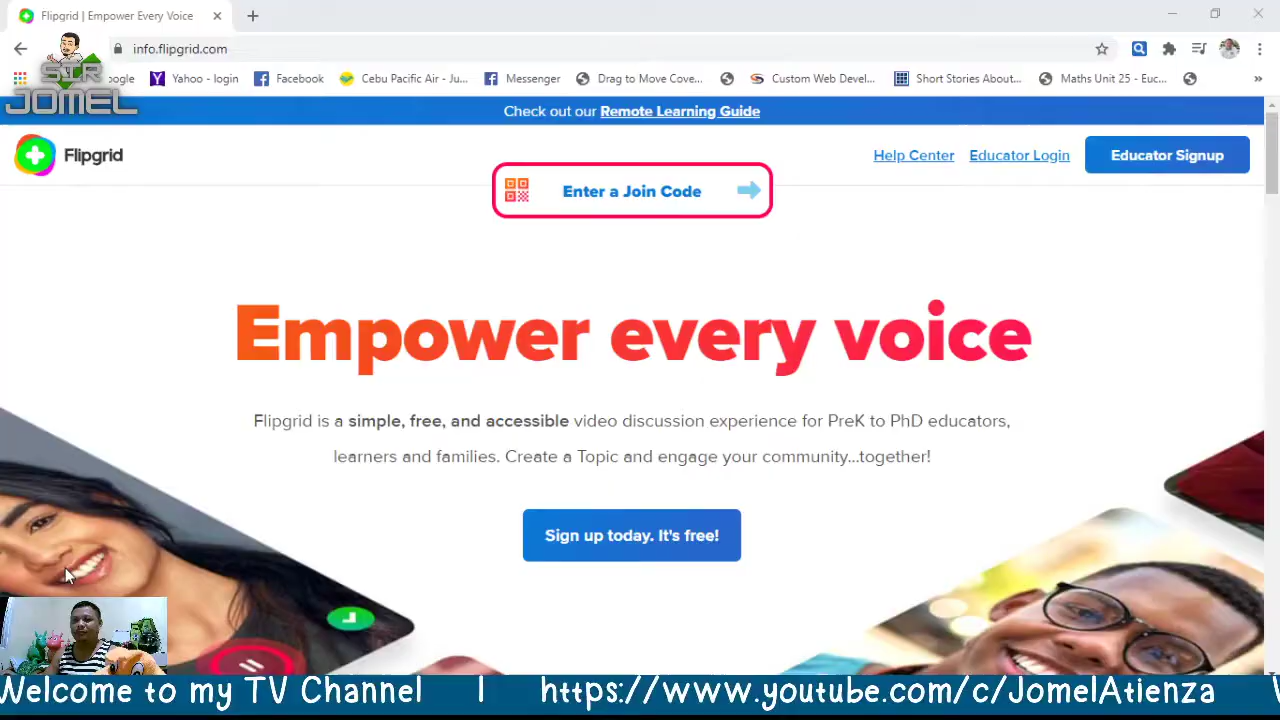 Flipgrid | Empower Every Voice
info.flipgrid.com
SIR
JOMEL
ogle
Yahoo - login
Facebook
Cebu Pacific Air - Ju...
Messenger
Drag to Move Cove...
Custom Web Devel...
Short Stories About...
Maths Unit 25 - Euc...
Check out our Remote Learning Guide
Flipgrid
Help Center
Educator Login
Educator Signup
Enter a Join Code
Empower every voice
Flipgrid is a simple, free, and accessible video discussion experience for PreK to PhD educators,
learners and families. Create a Topic and engage your community...together!
Sign up today. It's free!
Welcome to my TV Channel | https://www.youtube.com/c/JomelAtienza